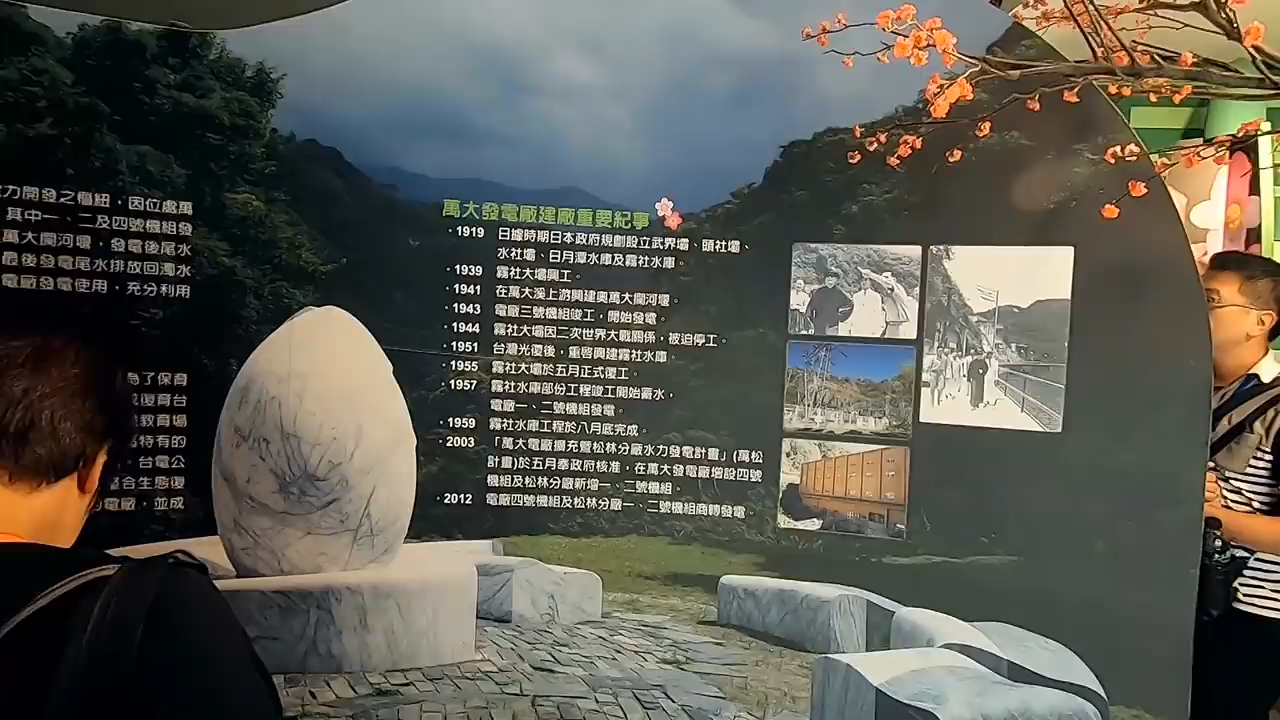 力開發之樞紐，因位處萬
其中一、二及四號機組發
萬大攔河堰，發電後尾水
最後發電尾水排放回濁水
電廠發電使用，充分利用
為了保育
復育台
教育場
特有的
。台電公
整合生態復
電廠，並成
萬大發電廠建廠重要紀事
·1919 日據時期日本政府規劃設立武界壩、頭社壩、
水社壩、日月潭水庫及霧社水庫。
·1939 霧社大壩興工。
·1941 在萬大溪上游興建奧萬大攔河堰。
·1943 電廠三號機組竣工，開始發電。
·1944 霧社大壩因二次世界大戰關係，被迫停工。
·1951 台灣光復後，重啓興建霧社水庫。
·1955 霧社大壩於五月正式復工。
·1957 霧社水庫部份工程竣工開始蓄水，
電廠一、二號機組發電。
·1959 霧社水庫工程於八月底完成。
·2003 「萬大電廠擴充暨松林分廠水力發電計畫」(萬松
計畫)於五月奉政府核准，在萬大發電廠增設四號
機組及松林分廠新增一、二號機組。
·2012 電廠四號機組及松林分廠一、二號機組商轉發電。